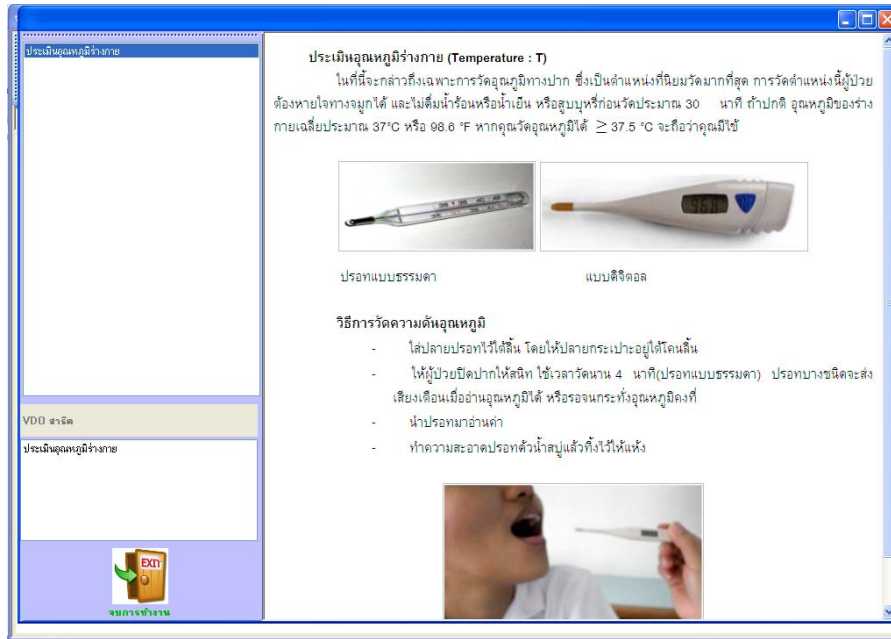 ประเมินอุณหภูมิร่างกาย
VDO สาธิต
ประเมินอุณหภูมิร่างกาย
EXIT
จบการทำงาน
ประเมินอุณหภูมิร่างกาย (Temperature : T)
ในที่นี้จะกล่าวถึงเฉพาะการวัดอุณภูมิทางปาก ซึ่งเป็นตำแหน่งที่นิยมวัดมากที่สุด การวัดตำแหน่งนี้ผู้ป่วย
ต้องหายใจทางจมูกได้ และไม่ดื่มน้ำร้อนหรือน้ำเย็น หรือสูบบุหรี่ก่อนวัดประมาณ 30 นาที ถ้าปกติ อุณหภูมิของร่าง
กายเฉลี่ยประมาณ 37°C หรือ 98.6 °F หากคุณวัดอุณหภูมิได้ ≥ 37.5 °C จะถือว่าคุณมีไข้
ปรอทแบบธรรมดา แบบดิจิตอล
วิธีการวัดความดันอุณหภูมิ
- ใส่ปลายปรอทไว้ใต้ลิ้น โดยให้ปลายกระเปาะอยู่ใต้โคนลิ้น
- ให้ผู้ป่วยปิดปากให้สนิท ใช้เวลาวัดนาน 4 นาที(ปรอทแบบธรรมดา) ปรอทบางชนิดจะส่ง
เสียงเตือนเมื่ออ่านอุณหภูมิได้ หรือรอจนกระทั่งอุณหภูมิคงที่
- นำปรอทมาอ่านค่า
- ทำความสะอาดปรอทด้วน้ำสบู่แล้วทิ้งไว้ให้แห้ง